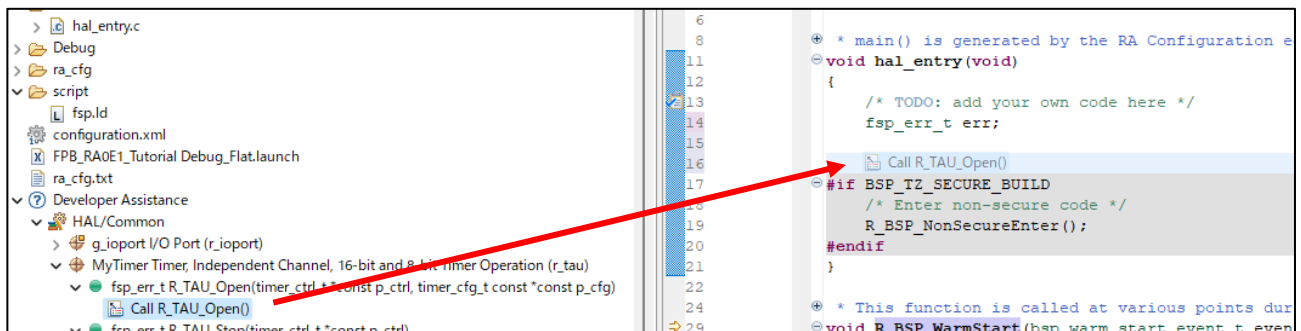 hal_entry.c
Debug
ra_cfg
script
fsp.ld
configuration.xml
FPB_RA0E1_Tutorial Debug_Flat.launch
ra_cfg.txt
Developer Assistance
HAL/Common
g_ioport I/O Port (r_ioport)
MyTimer Timer, Independent Channel, 16-bit and 8-bit Timer Operation (r_tau)
fsp_err_t R_TAU_Open(timer_ctrl_t *const p_ctrl, timer_cfg_t const *const p_cfg)
Call R_TAU_Open()
fsp_err_t R_TAU_Stop(timer_ctrl_t *const p_ctrl)
6
8 * main() is generated by the RA Configuration e
11 void hal_entry(void)
12 {
13 /* TODO: add your own code here */
14 fsp_err_t err;
15
16 Call R_TAU_Open()
17 #if BSP_TZ_SECURE_BUILD
18 /* Enter non-secure code */
19 R_BSP_NonSecureEnter();
20 #endif
21 }
22
24 * This function is called at various points dur
29 void R_BSP_WarmStart(bsp_warm_start_event_t even